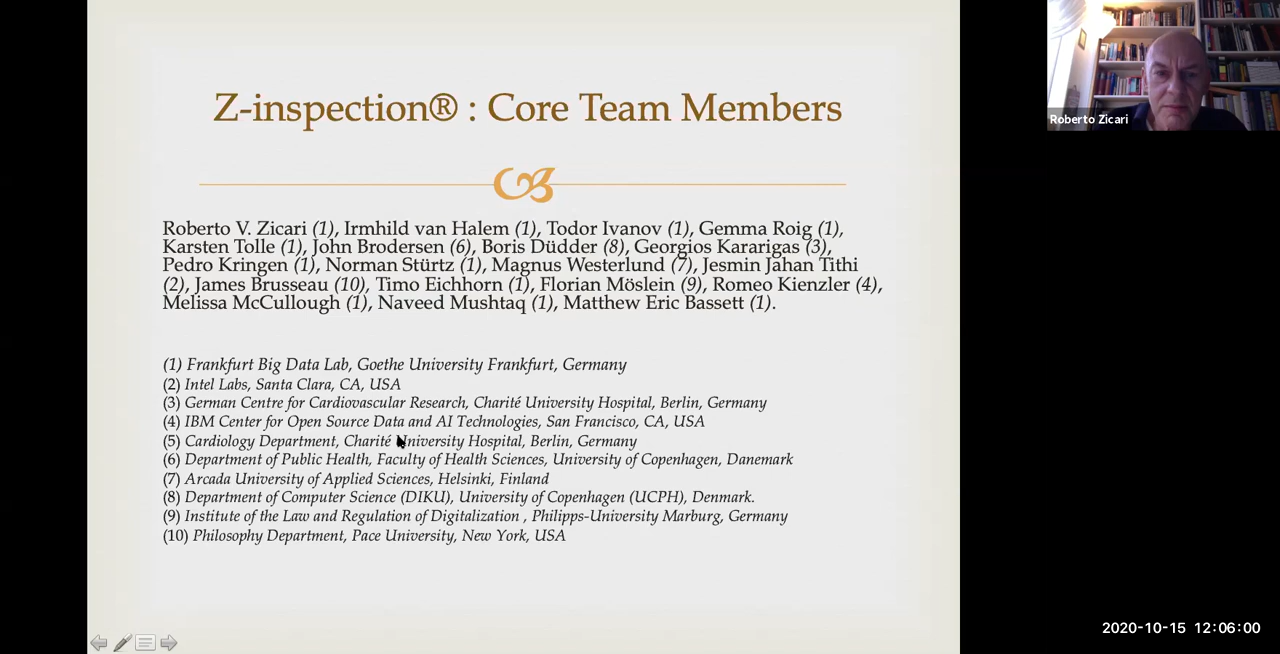 Z-inspection® : Core Team Members
Roberto V. Zicari (1), Irmhild van Halem (1), Todor Ivanov (1), Gemma Roig (1),
Karsten Tolle (1), John Brodersen (6), Boris Düdder (8), Georgios Kararigas (3),
Pedro Kringen (1), Norman Stürtz (1), Magnus Westerlund (7), Jesmin Jahan Tithi
(2), James Brusseau (10), Timo Eichhorn (1), Florian Möslein (9), Romeo Kienzler (4),
Melissa McCullough (1), Naveed Mushtaq (1), Matthew Eric Bassett (1).
(1) Frankfurt Big Data Lab, Goethe University Frankfurt, Germany
(2) Intel Labs, Santa Clara, CA, USA
(3) German Centre for Cardiovascular Research, Charité University Hospital, Berlin, Germany
(4) IBM Center for Open Source Data and AI Technologies, San Francisco, CA, USA
(5) Cardiology Department, Charité University Hospital, Berlin, Germany
(6) Department of Public Health, Faculty of Health Sciences, University of Copenhagen, Danemark
(7) Arcada University of Applied Sciences, Helsinki, Finland
(8) Department of Computer Science (DIKU), University of Copenhagen (UCPH), Denmark.
(9) Institute of the Law and Regulation of Digitalization , Philipps-University Marburg, Germany
(10) Philosophy Department, Pace University, New York, USA
Roberto Zicari
2020-10-15 12:06:00